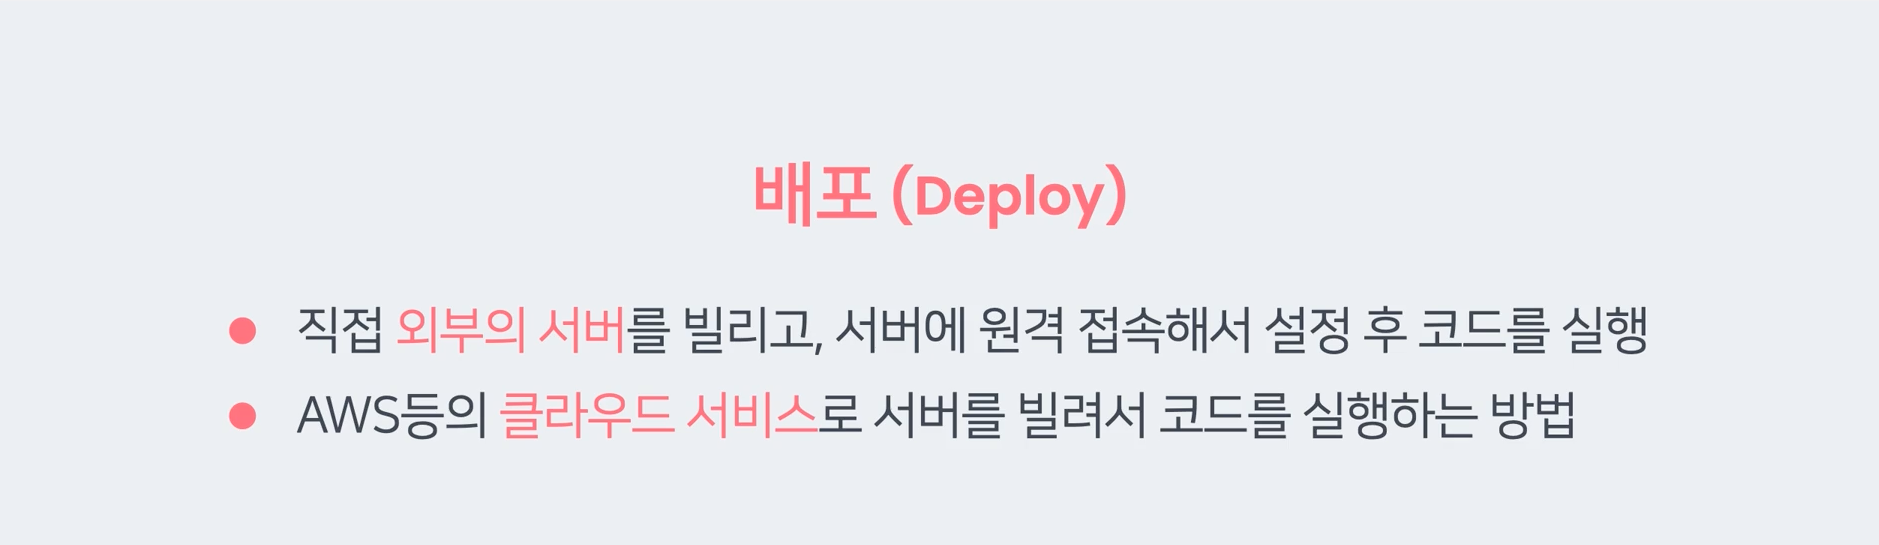 배포 (Deploy)
직접 외부의 서버를 빌리고, 서버에 원격 접속해서 설정 후 코드를 실행
AWS등의 클라우드 서비스로 서버를 빌려서 코드를 실행하는 방법